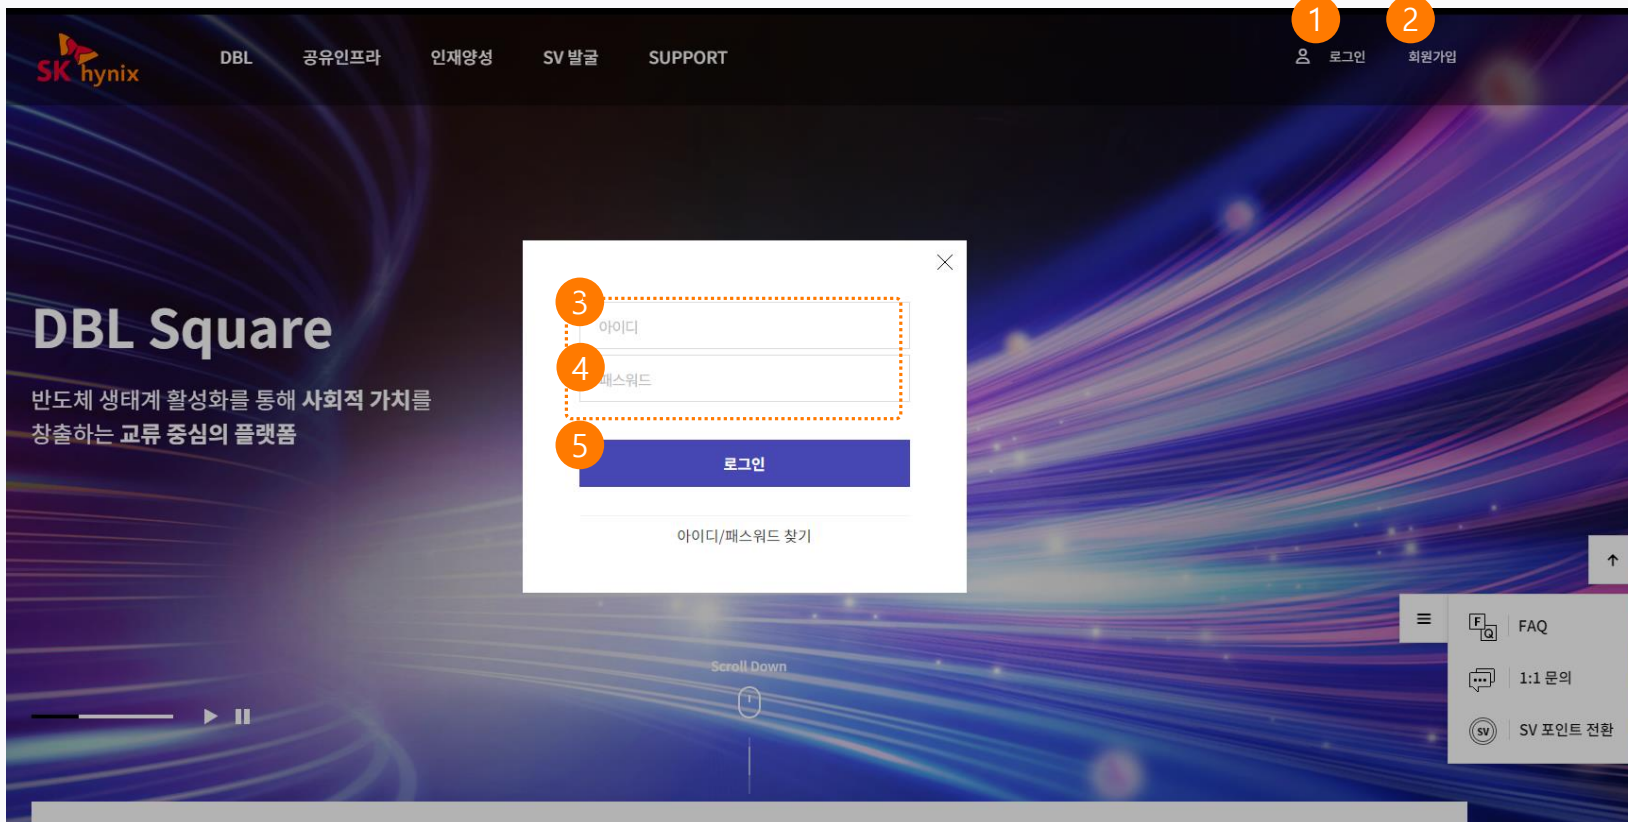 1
2
SK hynix
DBL
공유인프라
인재양성
SV 발굴
SUPPORT
로그인
회원가입
DBL Square
반도체 생태계 활성화를 통해 사회적 가치를
창출하는 교류 중심의 플랫폼
3
아이디
4
패스워드
5
로그인
아이디/패스워드 찾기
Scroll Down
FAQ
1:1 문의
SV
SV 포인트 전환